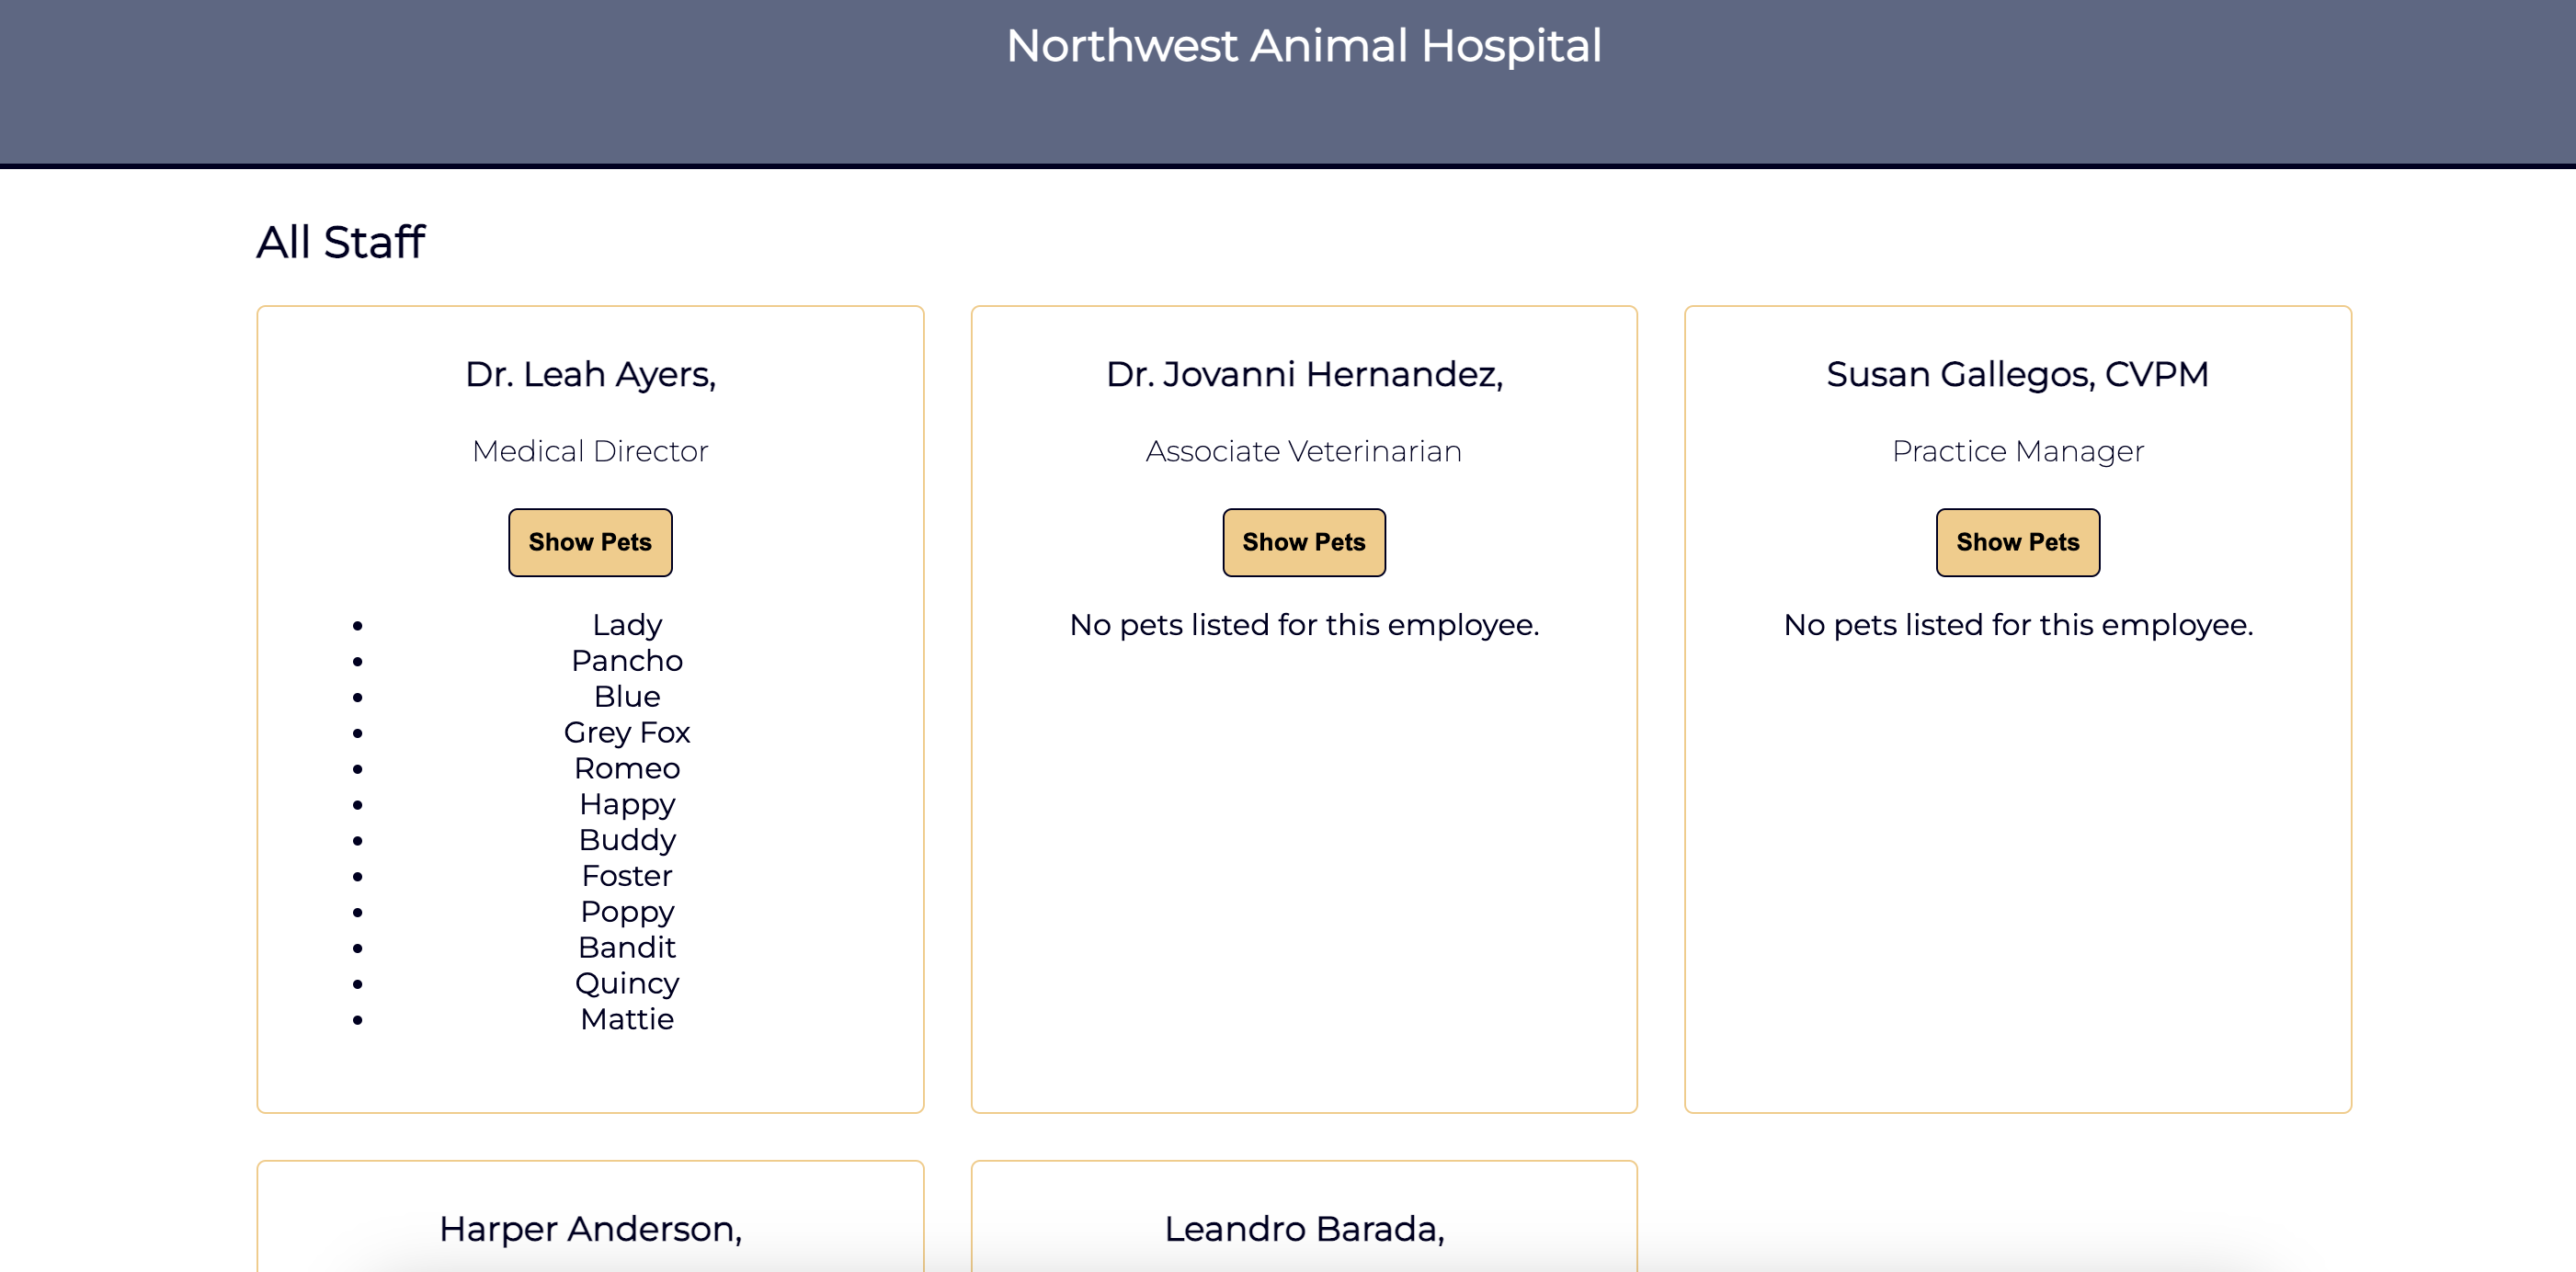 Northwest Animal Hospital
All Staff
Dr. Leah Ayers,
Medical Director
Show Pets
Lady
Pancho
Blue
Grey Fox
Romeo
Happy
Buddy
Foster
Poppy
Bandit
Quincy
Mattie
Dr. Jovanni Hernandez,
Associate Veterinarian
Show Pets
No pets listed for this employee.
Susan Gallegos, CVPM
Practice Manager
Show Pets
No pets listed for this employee.
Harper Anderson,
Leandro Barada,